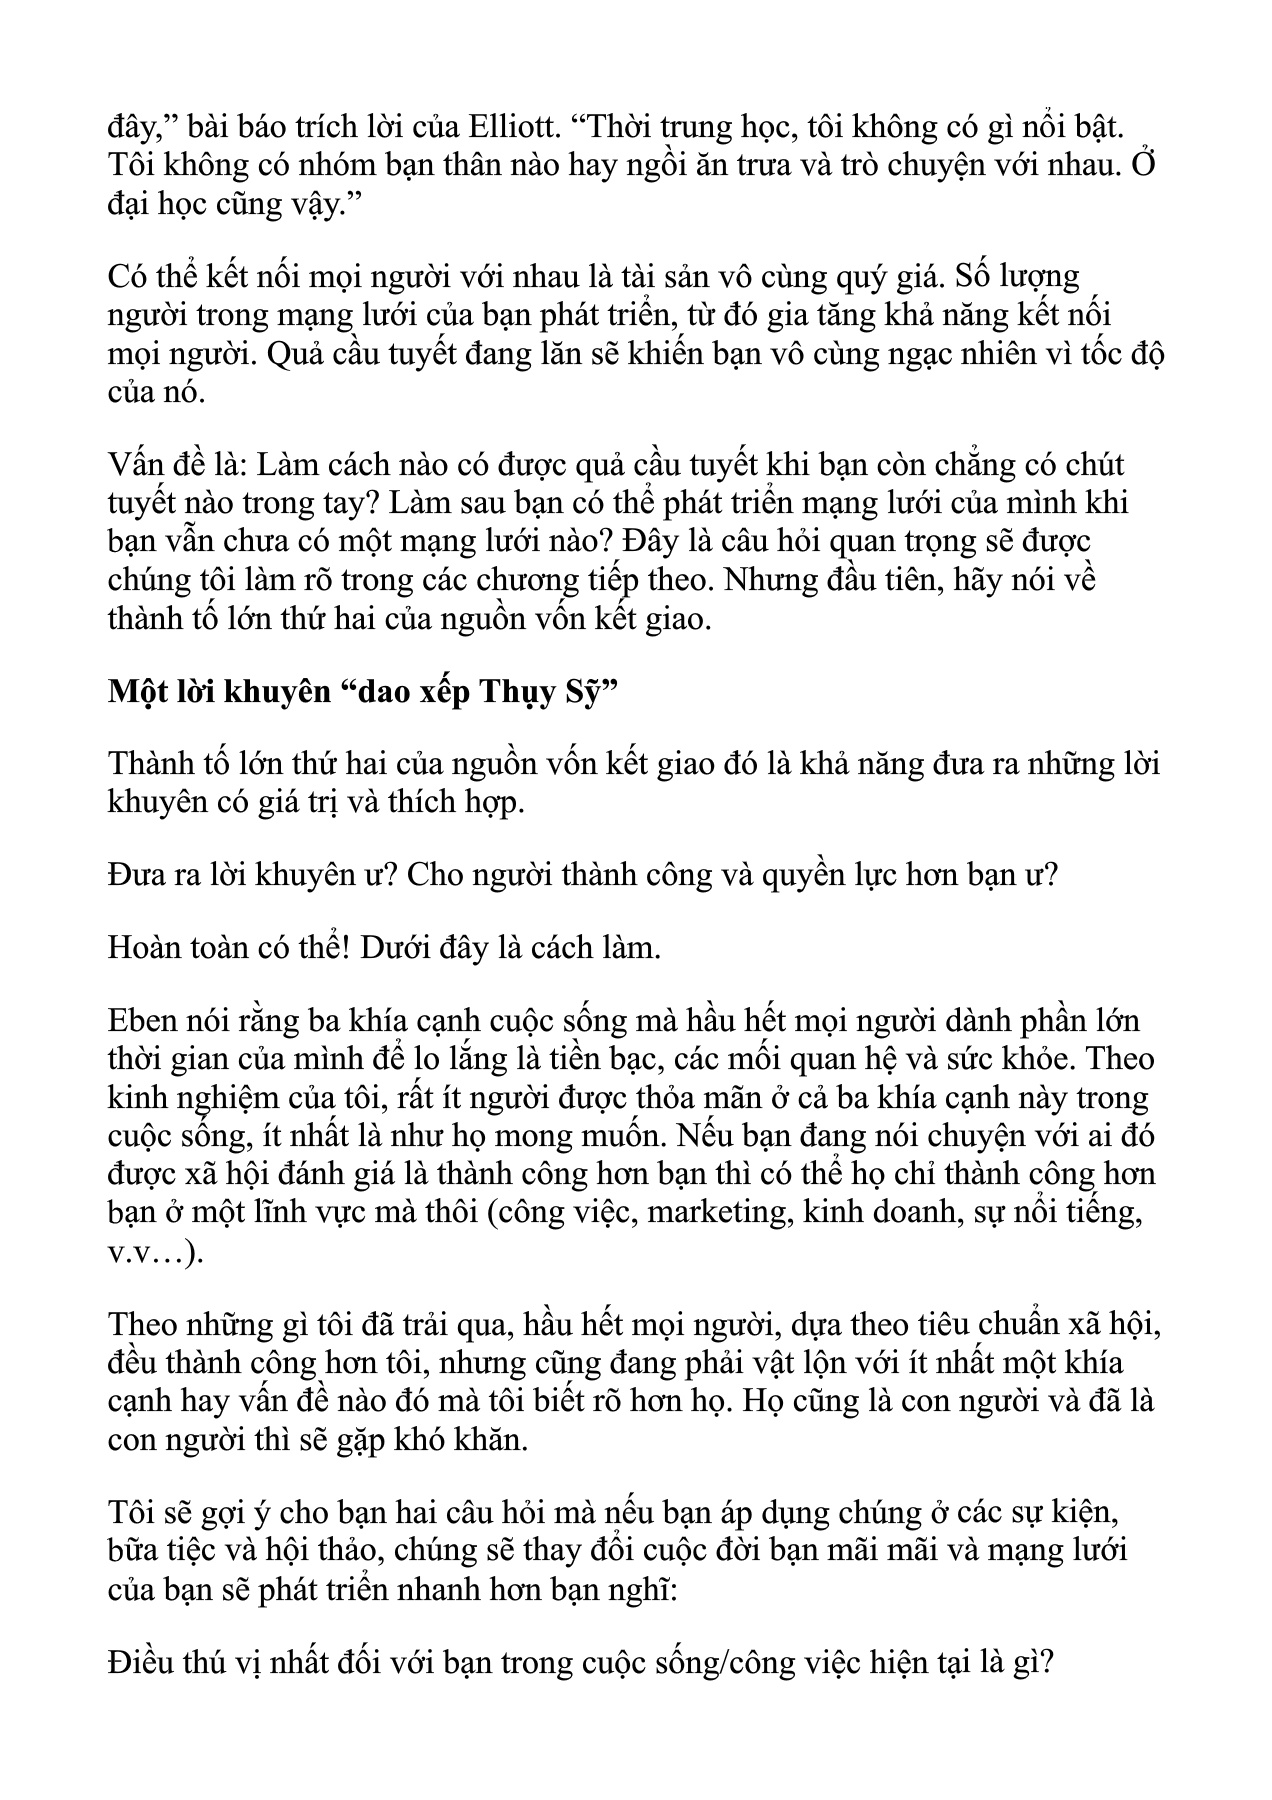 đây,” bài báo trích lời của Elliott. “Thời trung học, tôi không có gì nổi bật.
Tôi không có nhóm bạn thân nào hay ngồi ăn trưa và trò chuyện với nhau. Ở
đại học cũng vậy.”
Có thể kết nối mọi người với nhau là tài sản vô cùng quý giá. Số lượng
người trong mạng lưới của bạn phát triển, từ đó gia tăng khả năng kết nối
mọi người. Quả cầu tuyết đang lăn sẽ khiến bạn vô cùng ngạc nhiên vì tốc độ
của nó.
Vấn đề là: Làm cách nào có được quả cầu tuyết khi bạn còn chẳng có chút
tuyết nào trong tay? Làm sau bạn có thể phát triển mạng lưới của mình khi
bạn vẫn chưa có một mạng lưới nào? Đây là câu hỏi quan trọng sẽ được
chúng tôi làm rõ trong các chương tiếp theo. Nhưng đầu tiên, hãy nói về
thành tố lớn thứ hai của nguồn vốn kết giao.
Một lời khuyên “dao xếp Thụy Sỹ”
Thành tố lớn thứ hai của nguồn vốn kết giao đó là khả năng đưa ra những lời
khuyên có giá trị và thích hợp.
Đưa ra lời khuyên ư? Cho người thành công và quyền lực hơn bạn ư?
Hoàn toàn có thể! Dưới đây là cách làm.
Eben nói rằng ba khía cạnh cuộc sống mà hầu hết mọi người dành phần lớn
thời gian của mình để lo lắng là tiền bạc, các mối quan hệ và sức khỏe. Theo
kinh nghiệm của tôi, rất ít người được thỏa mãn ở cả ba khía cạnh này trong
cuộc sống, ít nhất là như họ mong muốn. Nếu bạn đang nói chuyện với ai đó
được xã hội đánh giá là thành công hơn bạn thì có thể họ chỉ thành công hơn
bạn ở một lĩnh vực mà thôi (công việc, marketing, kinh doanh, sự nổi tiếng,
v.v…).
Theo những gì tôi đã trải qua, hầu hết mọi người, dựa theo tiêu chuẩn xã hội,
đều thành công hơn tôi, nhưng cũng đang phải vật lộn với ít nhất một khía
cạnh hay vấn đề nào đó mà tôi biết rõ hơn họ. Họ cũng là con người và đã là
con người thì sẽ gặp khó khăn.
Tôi sẽ gợi ý cho bạn hai câu hỏi mà nếu bạn áp dụng chúng ở các sự kiện,
bữa tiệc và hội thảo, chúng sẽ thay đổi cuộc đời bạn mãi mãi và mạng lưới
của bạn sẽ phát triển nhanh hơn bạn nghĩ:
Điều thú vị nhất đối với bạn trong cuộc sống/công việc hiện tại là gì?